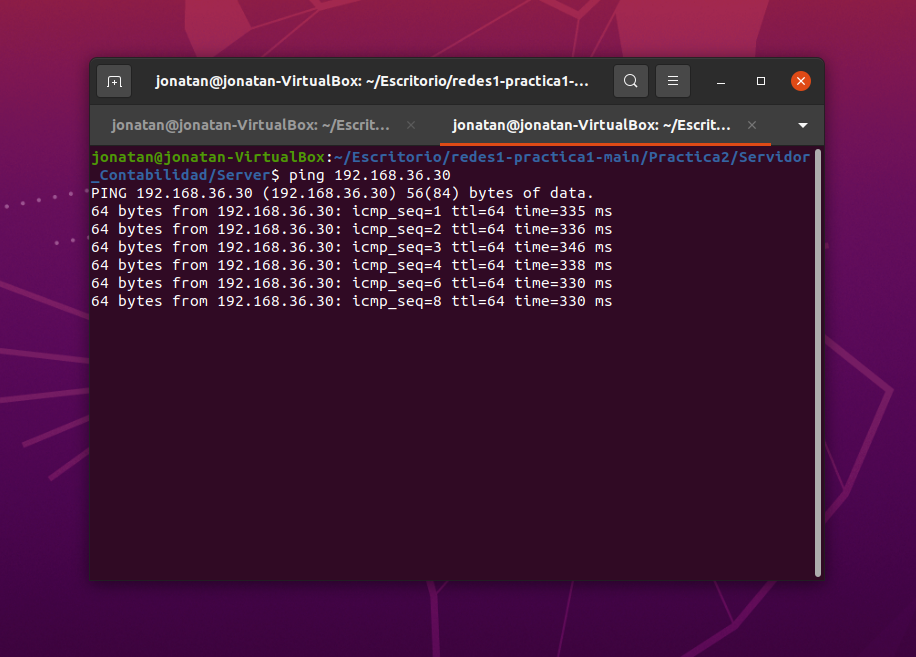 jonatan@jonatan-VirtualBox: ~/Escritorio/redes1-practica1-...
jonatan@jonatan-VirtualBox: ~/Escrit...
jonatan@jonatan-VirtualBox: ~/Escrit...
jonatan@jonatan-VirtualBox:~/Escritorio/redes1-practica1-main/Practica2/Servidor
_Contabilidad/Server$ ping 192.168.36.30
PING 192.168.36.30 (192.168.36.30) 56(84) bytes of data.
64 bytes from 192.168.36.30: icmp_seq=1 ttl=64 time=335 ms
64 bytes from 192.168.36.30: icmp_seq=2 ttl=64 time=336 ms
64 bytes from 192.168.36.30: icmp_seq=3 ttl=64 time=346 ms
64 bytes from 192.168.36.30: icmp_seq=4 ttl=64 time=338 ms
64 bytes from 192.168.36.30: icmp_seq=6 ttl=64 time=330 ms
64 bytes from 192.168.36.30: icmp_seq=8 ttl=64 time=330 ms